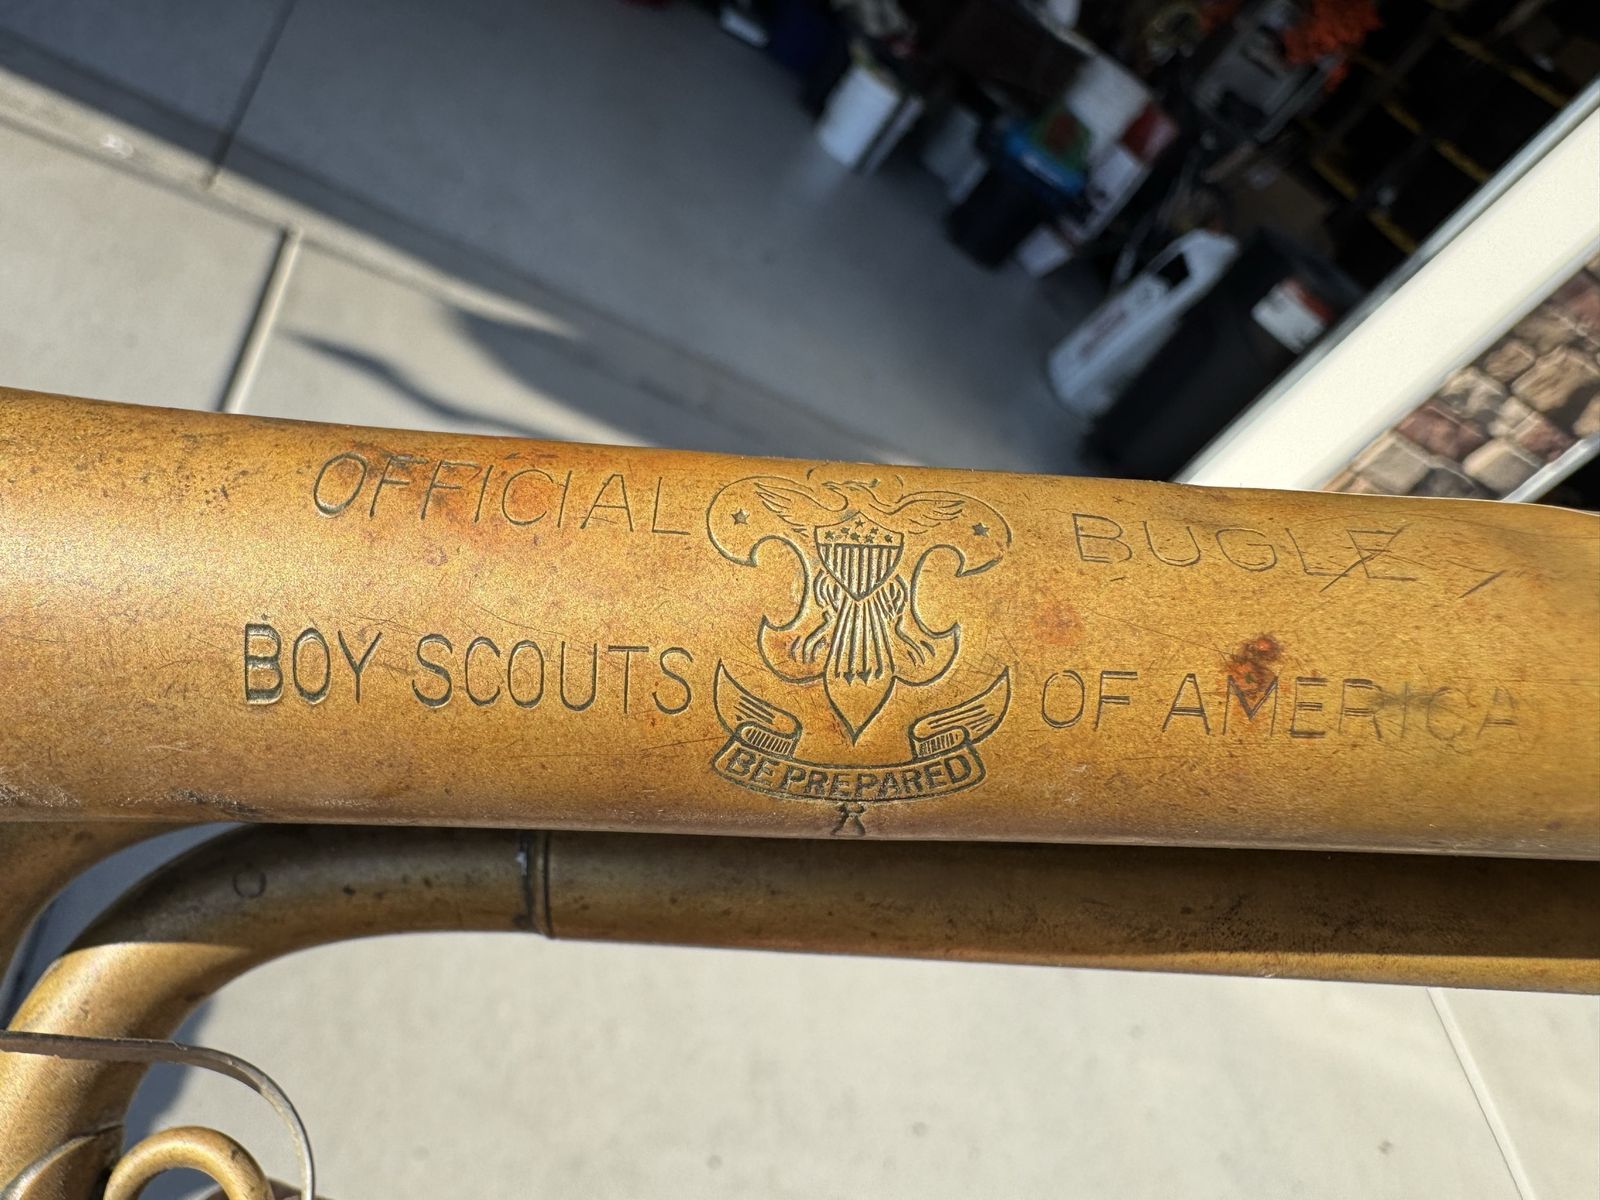 OFFICIAL BUGLE
BOY SCOUTS OF AMERICA
BE PREPARED